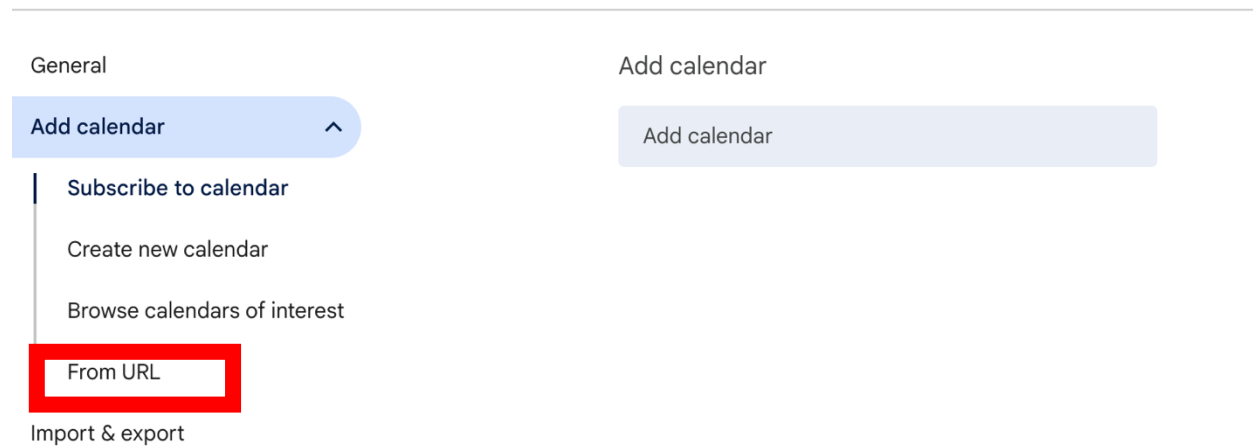 General
Add calendar
Subscribe to calendar
Create new calendar
Browse calendars of interest
From URL
Import & export
Add calendar
Add calendar